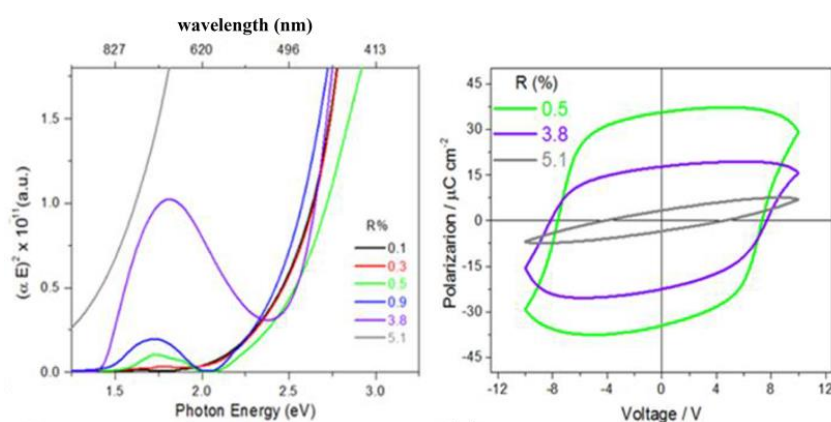 wavelength (nm)
827 620 496 413
(α E)² x 10⁻¹¹(a.u.)
1.5
1.0
0.5
0.0
R%
0.1
0.3
0.5
0.9
3.8
5.1
1.5 2.0 2.5 3.0
Photon Energy (eV)
Polarizarion / µC cm⁻²
45
30
15
0
-15
-30
-45
R (%)
0.5
3.8
5.1
-12 -8 -4 0 4 8 12
Voltage / V